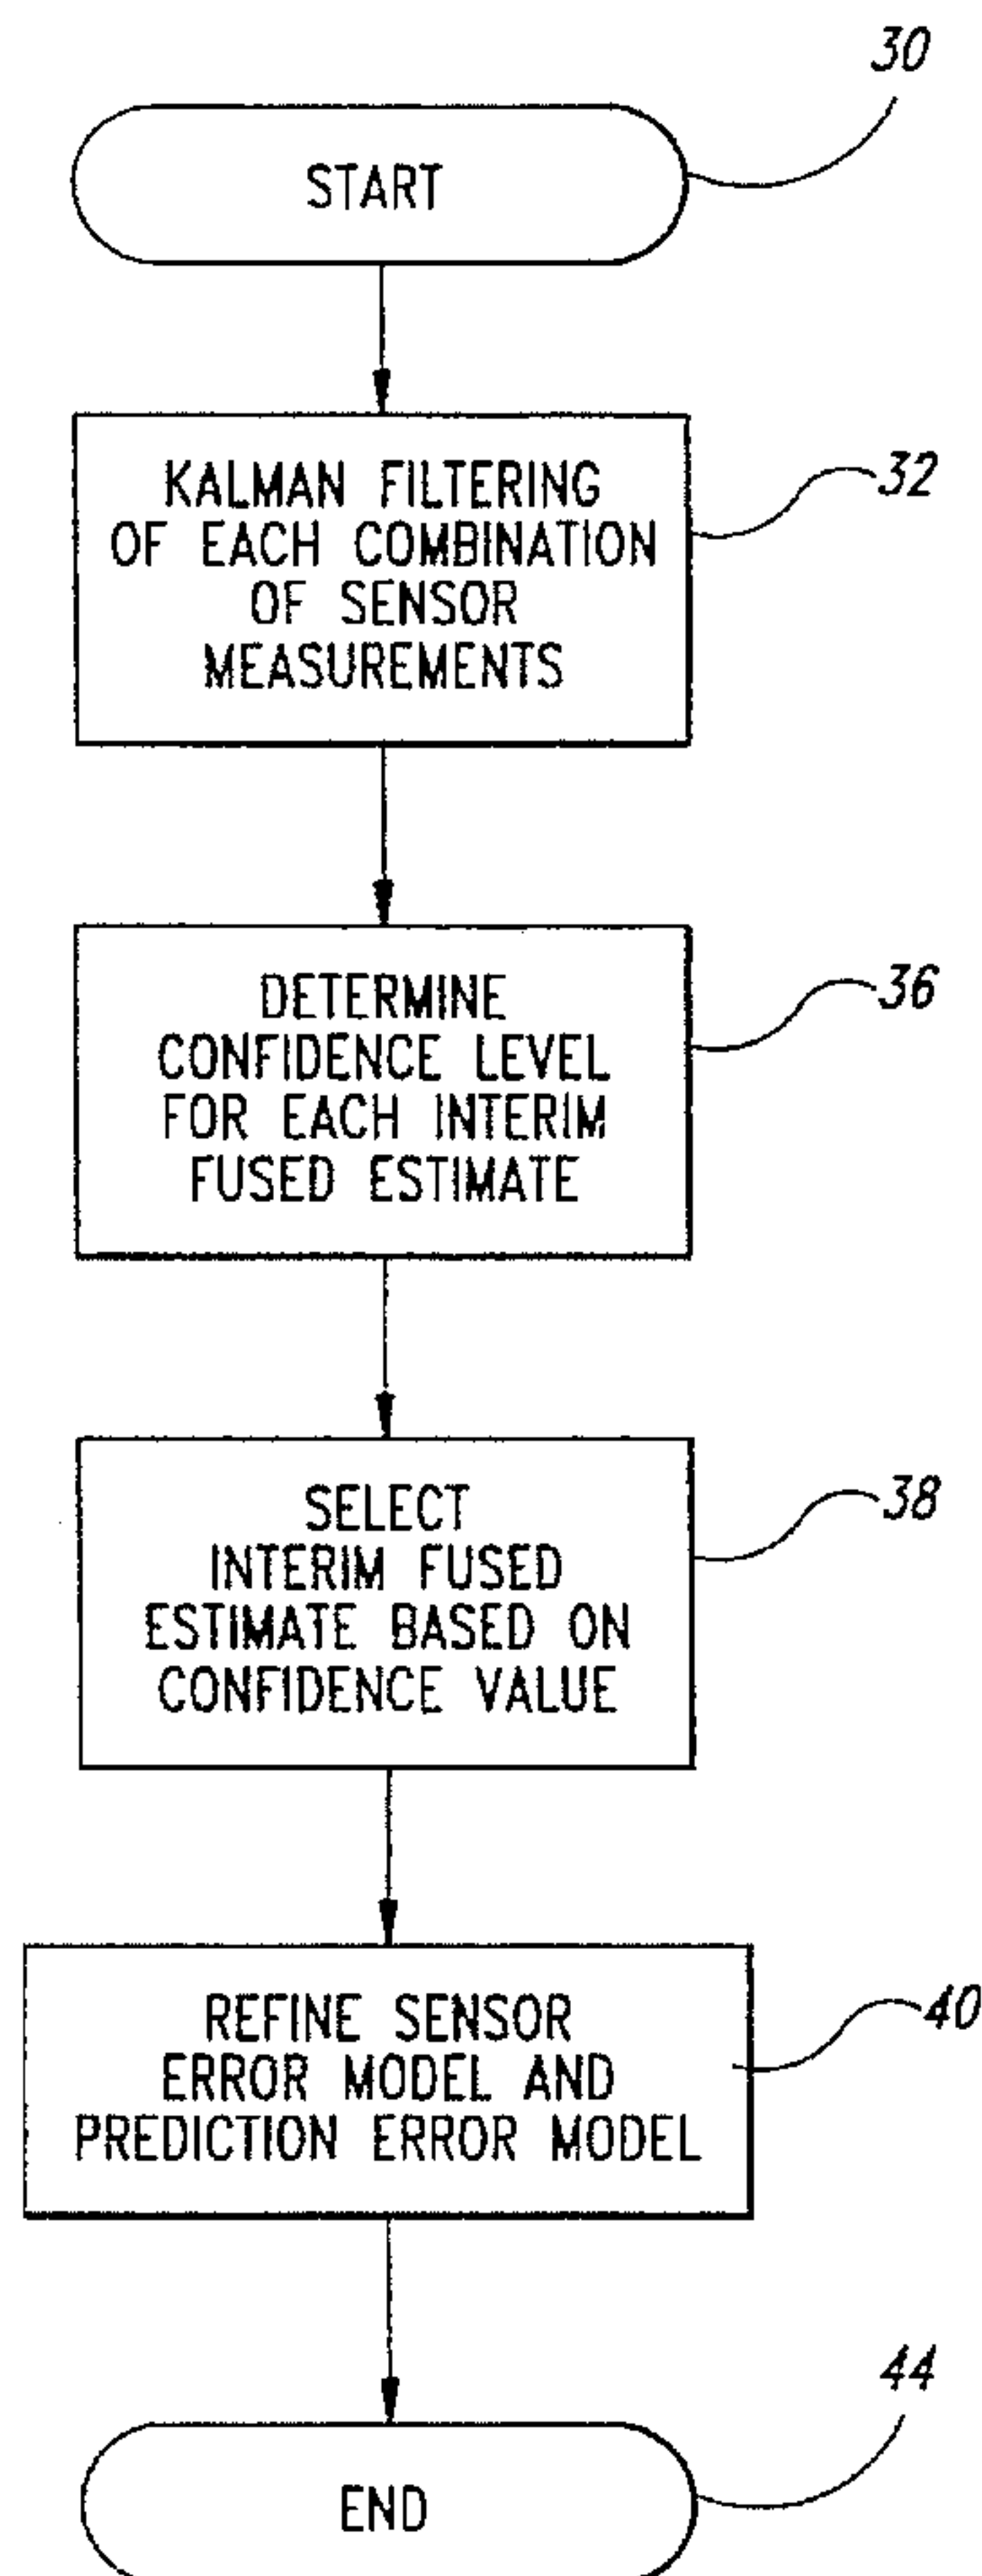 30
START
32
KALMAN FILTERING
OF EACH COMBINATION
OF SENSOR
MEASUREMENTS
36
DETERMINE
CONFIDENCE LEVEL
FOR EACH INTERIM
FUSED ESTIMATE
38
SELECT
INTERIM FUSED
ESTIMATE BASED ON
CONFIDENCE VALUE
40
REFINE SENSOR
ERROR MODEL AND
PREDICTION ERROR MODEL
44
END